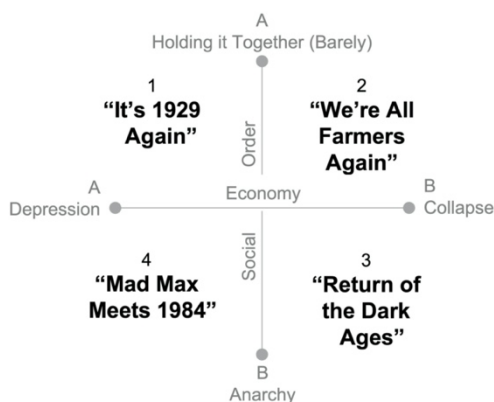 A
Holding it Together (Barely)
1
“It’s 1929
Again”
2
“We’re All
Farmers
Again”
Order
A
Depression
Economy
B
Collapse
Social
4
“Mad Max
Meets 1984”
3
“Return of
the Dark
Ages”
B
Anarchy